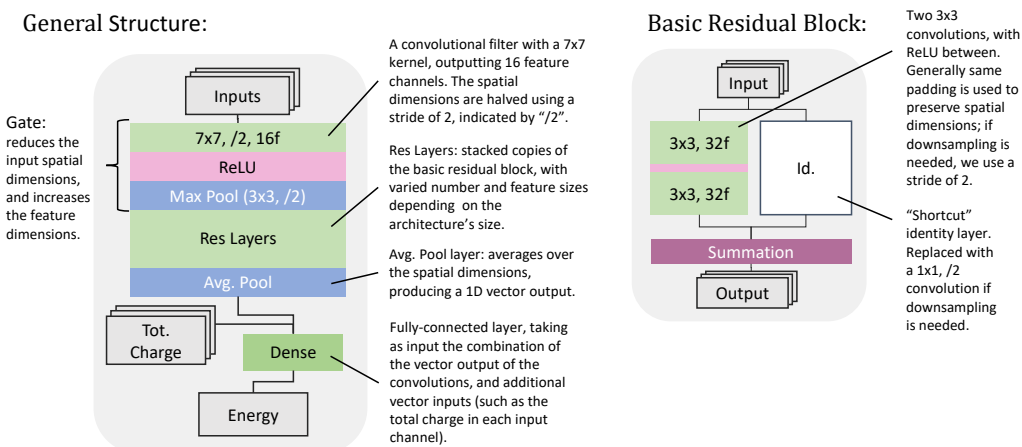 General Structure:
Gate:
reduces the
input spatial
dimensions,
and increases
the feature
dimensions.
Inputs
7x7, /2, 16f
ReLU
Max Pool (3x3, /2)
Res Layers
Avg. Pool
Tot.
Charge
Dense
Energy
A convolutional filter with a 7x7
kernel, outputting 16 feature
channels. The spatial
dimensions are halved using a
stride of 2, indicated by “/2”.
Res Layers: stacked copies of
the basic residual block, with
varied number and feature sizes
depending on the
architecture’s size.
Avg. Pool layer: averages over
the spatial dimensions,
producing a 1D vector output.
Fully-connected layer, taking
as input the combination of
the vector output of the
convolutions, and additional
vector inputs (such as the
total charge in each input
channel).
Basic Residual Block:
Input
3x3, 32f
3x3, 32f
Id.
Summation
Output
Two 3x3
convolutions, with
ReLU between.
Generally same
padding is used to
preserve spatial
dimensions; if
downsampling is
needed, we use a
stride of 2.
“Shortcut”
identity layer.
Replaced with
a 1x1, /2
convolution if
downsampling
is needed.